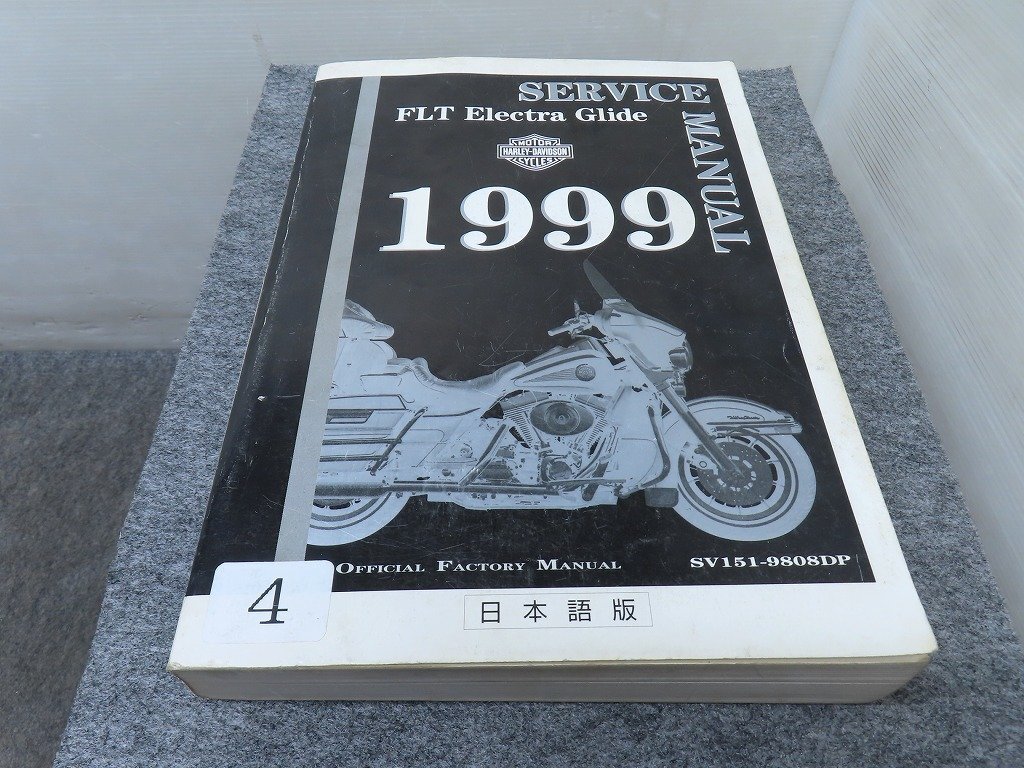 SERVICE MANUAL
FLT Electra Glide
MOTOR
HARLEY-DAVIDSON
CYCLES
1999
OFFICIAL FACTORY MANUAL
SV151-9808DP
4
日本語版